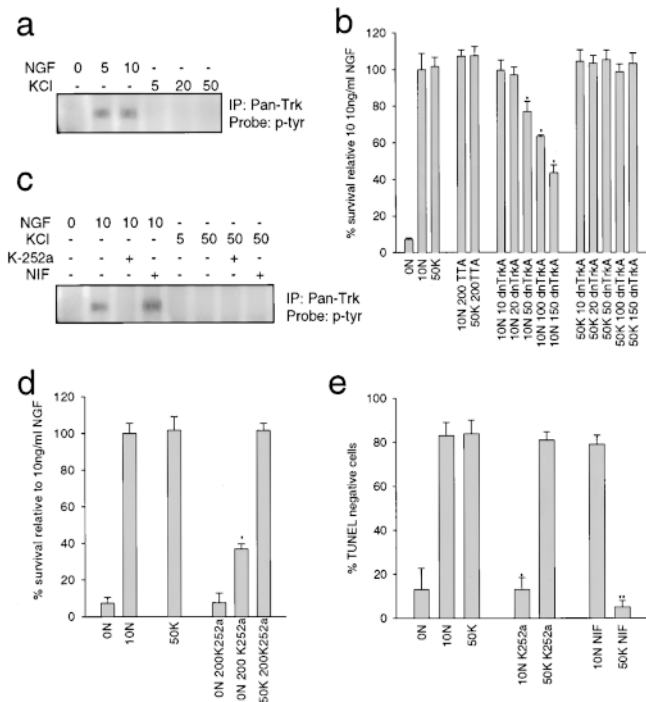 a
NGF 0 5 10 - - -
KCl - - - 5 20 50
IP: Pan-Trk
Probe: p-tyr
b
% survival relative 10 10ng/ml NGF
120
100
80
60
40
20
0
0N
10N
50K
10N 200 TTA
50K 200TTA
10N 10 dnTrkA
10N 20 dnTrkA
10N 50 dnTrkA
10N 100 dnTrkA
10N 150 dnTrkA
50K 10 dnTrkA
50K 20 dnTrkA
50K 50 dnTrkA
50K 100 dnTrkA
50K 150 dnTrkA
* * *
c
NGF 0 10 10 10 - - - -
KCl - - - - 5 50 50 50
K-252a - - + - - - + -
NIF - - - + - - - +
IP: Pan-Trk
Probe: p-tyr
d
% survival relative to 10ng/ml NGF
120
100
80
60
40
20
0
0N
10N
50K
0N 200K252a
0N 200 K252a
50K 200K252a
*
e
% TUNEL negative cells
100
80
60
40
20
0
0N
10N
50K
10N K252a
50K K252a
10N NIF
50K NIF
*
**